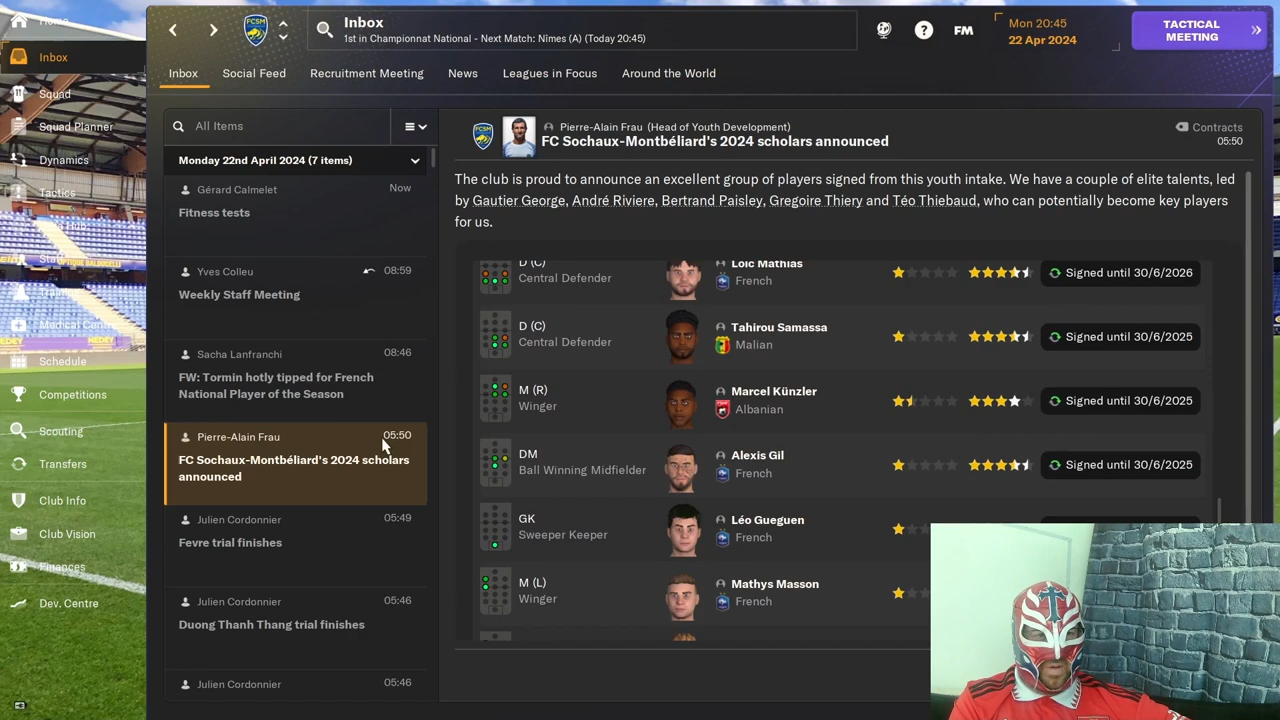 Home
Inbox
1st in Championnat National - Next Match: Nimes (A) (Today 20:45)
FM
Mon 20:45
22 Apr 2024
TACTICAL
MEETING
Inbox
Social Feed
Recruitment Meeting
News
Leagues in Focus
Around the World
Inbox
Squad
Squad Planner
Dynamics
Tactics
Medical Centre
Schedule
Competitions
Scouting
Transfers
Club Info
Club Vision
Finances
Dev. Centre
All Items
Monday 22nd April 2024 (7 items)
Gérard Calmelet
Now
Fitness tests
Yves Colleu
08:59
Weekly Staff Meeting
Sacha Lanfranchi
08:46
FW: Tormin hotly tipped for French
National Player of the Season
Pierre-Alain Frau
05:50
FC Sochaux-Montbéliard's 2024 scholars
announced
Julien Cordonnier
05:49
Fevre trial finishes
Julien Cordonnier
05:46
Duong Thanh Thang trial finishes
Julien Cordonnier
05:46
Pierre-Alain Frau (Head of Youth Development)
FC Sochaux-Montbéliard's 2024 scholars announced
Contracts
05:50
The club is proud to announce an excellent group of players signed from this youth intake. We have a couple of elite talents, led
by Gautier George, André Riviere, Bertrand Paisley, Gregoire Thiery and Téo Thiebaud, who can potentially become key players
for us.
D (C)
Central Defender
Loïc Mathias
French
Signed until 30/6/2026
D (C)
Central Defender
Tahirou Samassa
Malian
Signed until 30/6/2025
M (R)
Winger
Marcel Künzler
Albanian
Signed until 30/6/2025
DM
Ball Winning Midfielder
Alexis Gil
French
Signed until 30/6/2025
GK
Sweeper Keeper
Léo Gueguen
French
M (L)
Winger
Mathys Masson
French